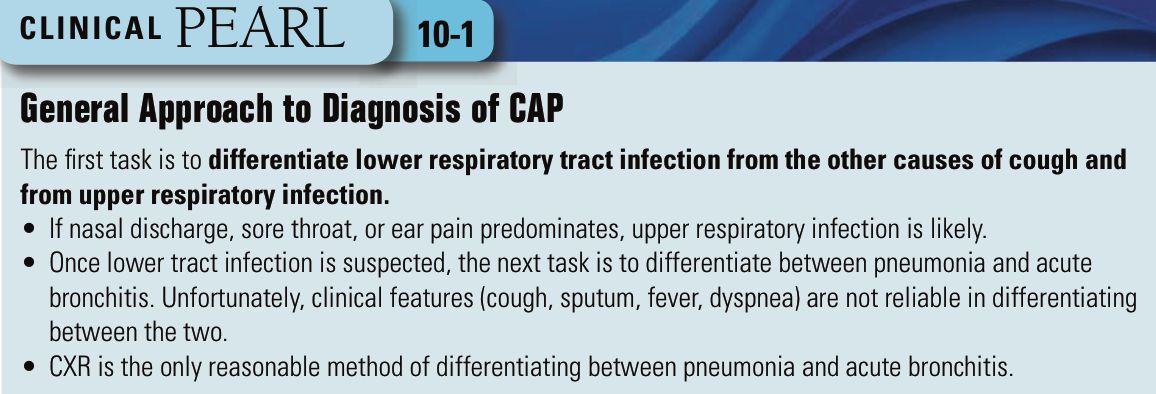 CLINICAL PEARL 10-1
General Approach to Diagnosis of CAP
The first task is to differentiate lower respiratory tract infection from the other causes of cough and
from upper respiratory infection.
• If nasal discharge, sore throat, or ear pain predominates, upper respiratory infection is likely.
• Once lower tract infection is suspected, the next task is to differentiate between pneumonia and acute
bronchitis. Unfortunately, clinical features (cough, sputum, fever, dyspnea) are not reliable in differentiating
between the two.
• CXR is the only reasonable method of differentiating between pneumonia and acute bronchitis.